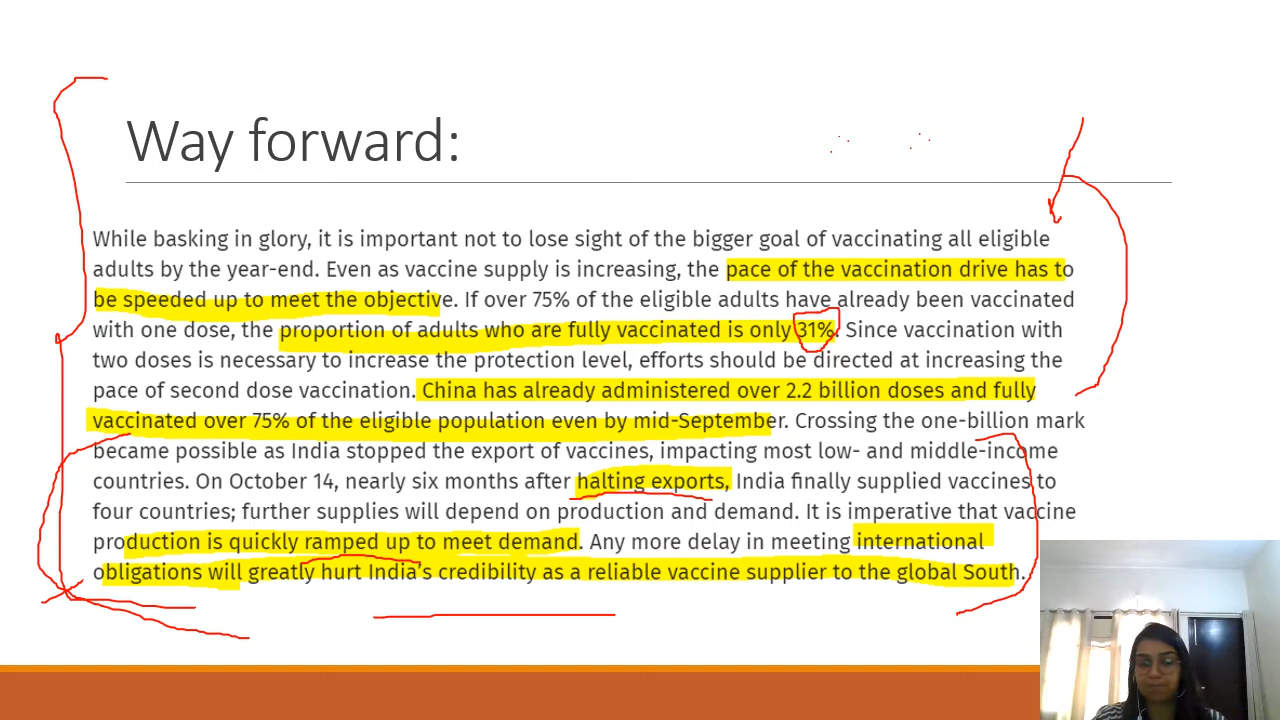 Way forward:
While basking in glory, it is important not to lose sight of the bigger goal of vaccinating all eligible
adults by the year-end. Even as vaccine supply is increasing, the pace of the vaccination drive has to
be speeded up to meet the objective. If over 75% of the eligible adults have already been vaccinated
with one dose, the proportion of adults who are fully vaccinated is only 31%. Since vaccination with
two doses is necessary to increase the protection level, efforts should be directed at increasing the
pace of second dose vaccination. China has already administered over 2.2 billion doses and fully
vaccinated over 75% of the eligible population even by mid-September. Crossing the one-billion mark
became possible as India stopped the export of vaccines, impacting most low- and middle-income
countries. On October 14, nearly six months after halting exports, India finally supplied vaccines to
four countries; further supplies will depend on production and demand. It is imperative that vaccine
production is quickly ramped up to meet demand. Any more delay in meeting international
obligations will greatly hurt India's credibility as a reliable vaccine supplier to the global South.